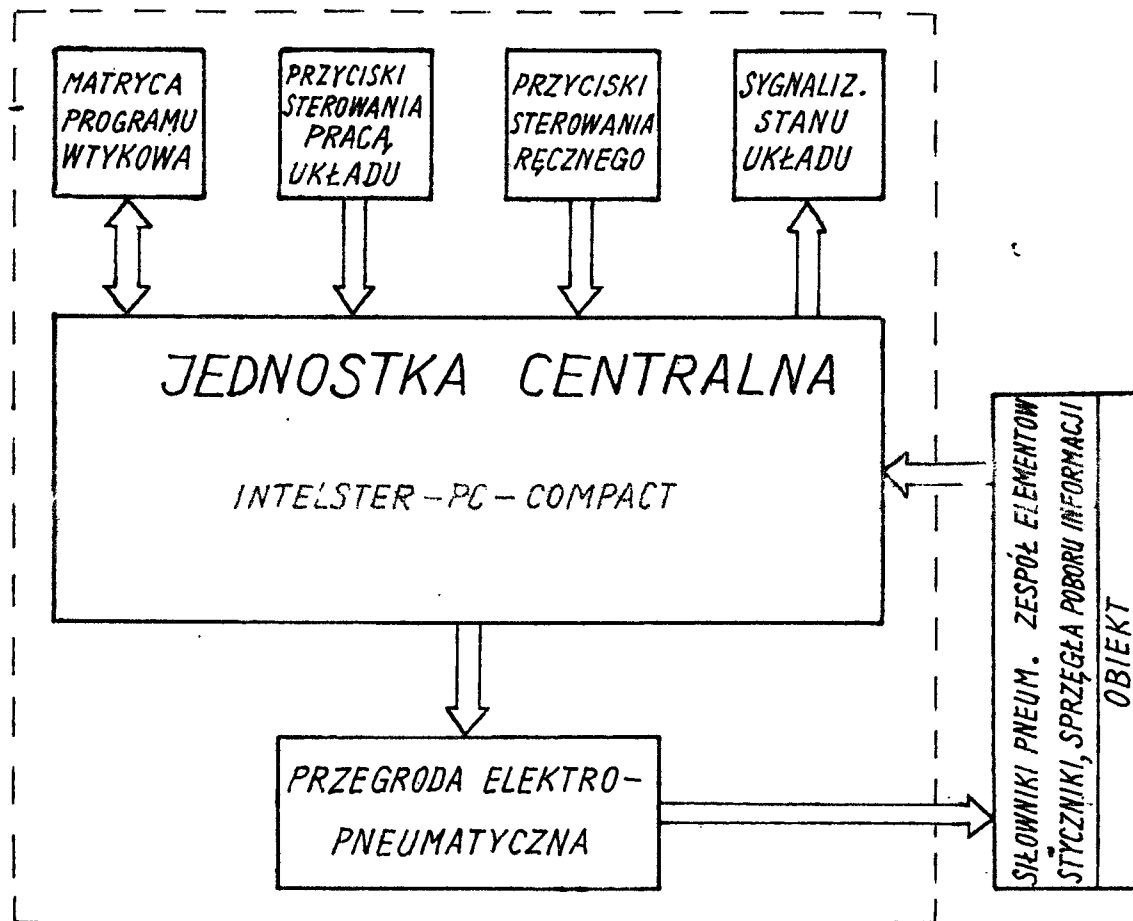 MATRYCA
PROGRAMU
WTYKOWA
PRZYCISKI
STEROWANIA
PRACĄ
UKŁADU
PRZYCISKI
STEROWANIA
RĘCZNEGO
SYGNALIZ.
STANU
UKŁADU
JEDNOSTKA CENTRALNA
INTELSTER-PC-COMPACT
PRZEGRODA ELEKTRO-
PNEUMATYCZNA
SIŁOWNIKI PNEUM. ZESPÓŁ ELEMENTOW
STYCZNIKI, SPRZĘGŁA POBORU INFORMACJI
OBIEKT